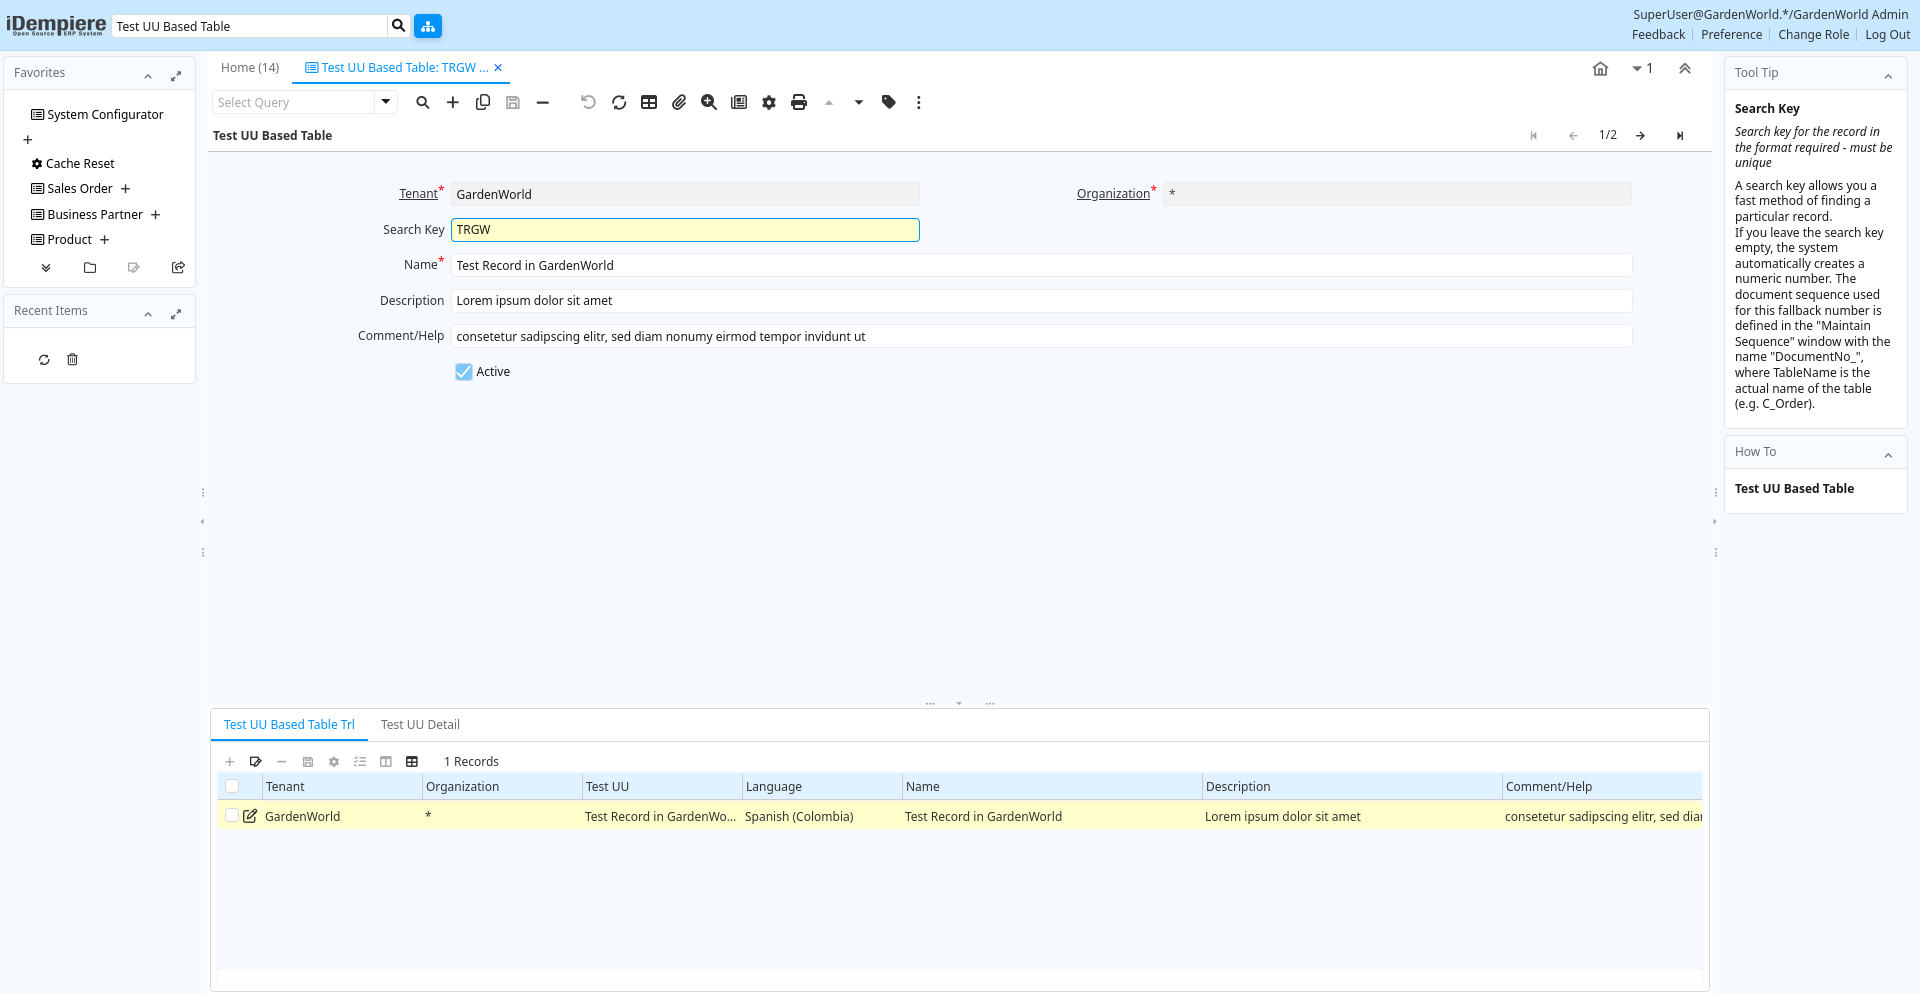 iDempiere
Open Source ERP System
Test UU Based Table
SuperUser@GardenWorld.*/GardenWorld Admin
Feedback
Preference
Change Role
Log Out
Favorites
System Configurator
Cache Reset
Sales Order
Business Partner
Product
Recent Items
Home (14)
Test UU Based Table: TRGW ...
1
Select Query
Test UU Based Table
1/2
Tenant*
GardenWorld
Organization*
*
Search Key
TRGW
Name*
Test Record in GardenWorld
Description
Lorem ipsum dolor sit amet
Comment/Help
consetetur sadipscing elitr, sed diam nonumy eirmod tempor invidunt ut
Active
Test UU Based Table Trl
Test UU Detail
1 Records
Tenant
Organization
Test UU
Language
Name
Description
Comment/Help
GardenWorld
*
Test Record in GardenWo...
Spanish (Colombia)
Test Record in GardenWorld
Lorem ipsum dolor sit amet
consetetur sadipscing elitr, sed diar
Tool Tip
Search Key
Search key for the record in
the format required - must be
unique
A search key allows you a
fast method of finding a
particular record.
If you leave the search key
empty, the system
automatically creates a
numeric number. The
document sequence used
for this fallback number is
defined in the "Maintain
Sequence" window with the
name "DocumentNo_",
where TableName is the
actual name of the table
(e.g. C_Order).
How To
Test UU Based Table